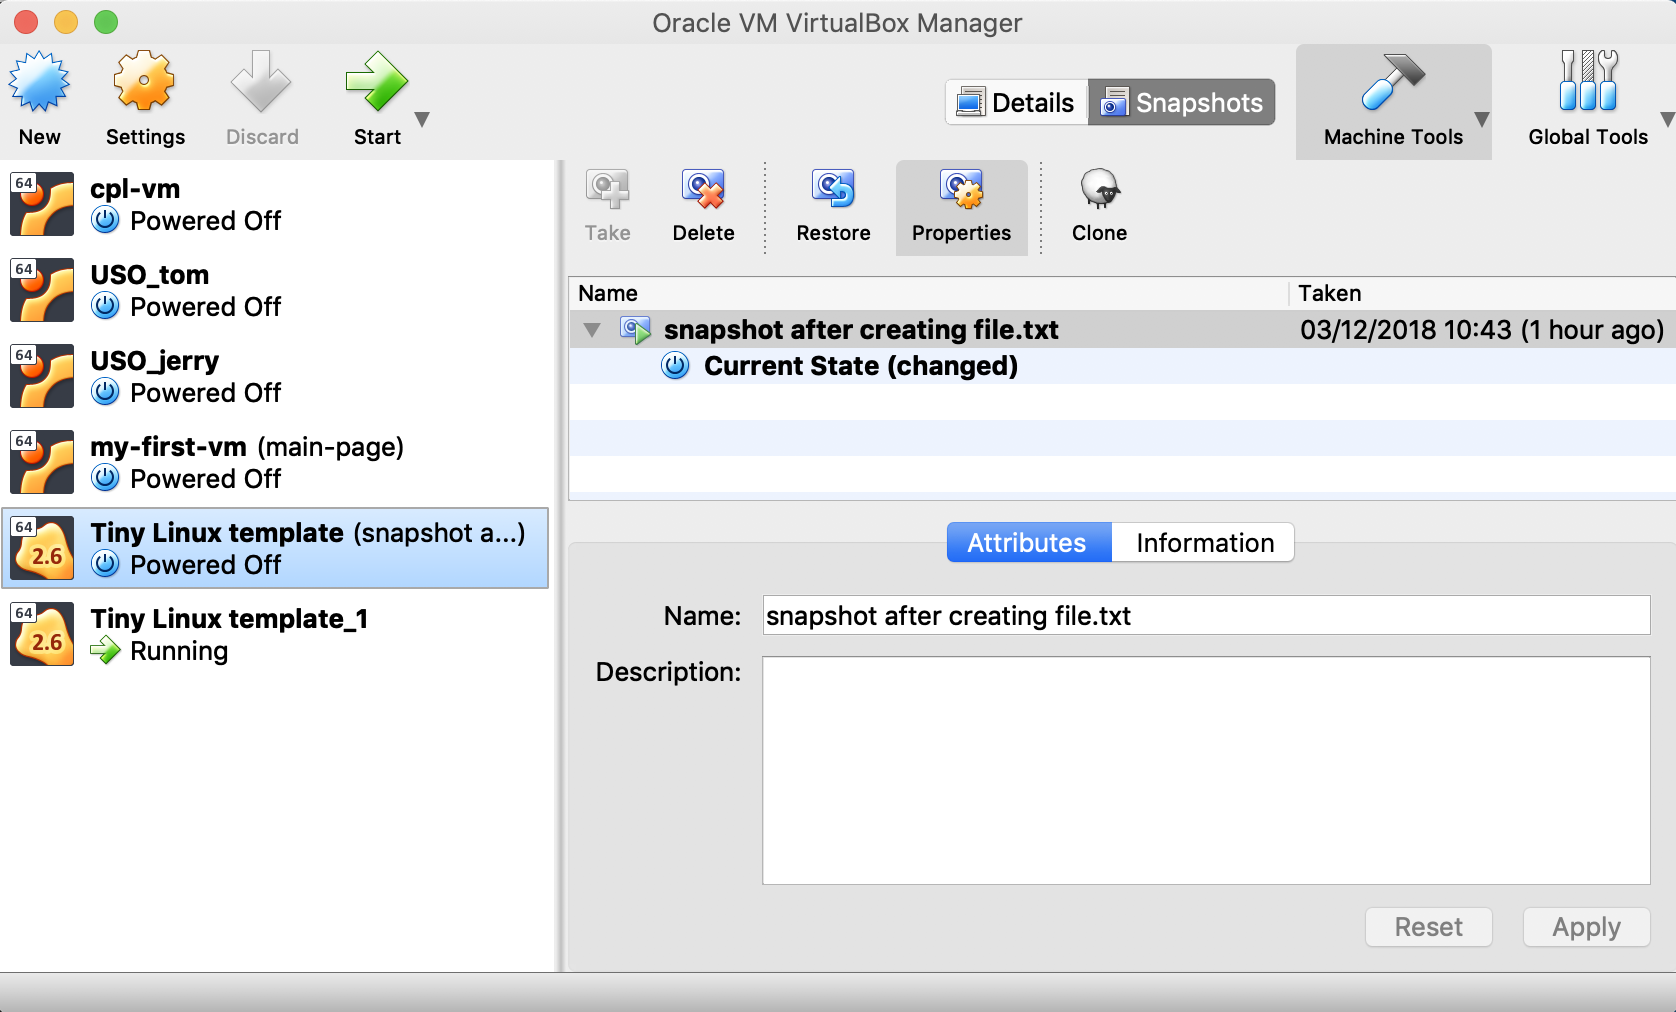 Oracle VM VirtualBox Manager
New
Settings
Discard
Start
Details
Snapshots
Machine Tools
Global Tools
64
cpl-vm
Powered Off
64
USO_tom
Powered Off
64
USO_jerry
Powered Off
64
my-first-vm (main-page)
Powered Off
64
2.6
Tiny Linux template (snapshot a...)
Powered Off
64
2.6
Tiny Linux template_1
Running
Take
Delete
Restore
Properties
Clone
Name Taken
snapshot after creating file.txt 03/12/2018 10:43 (1 hour ago)
Current State (changed)
Attributes
Information
Name: snapshot after creating file.txt
Description:
Reset
Apply